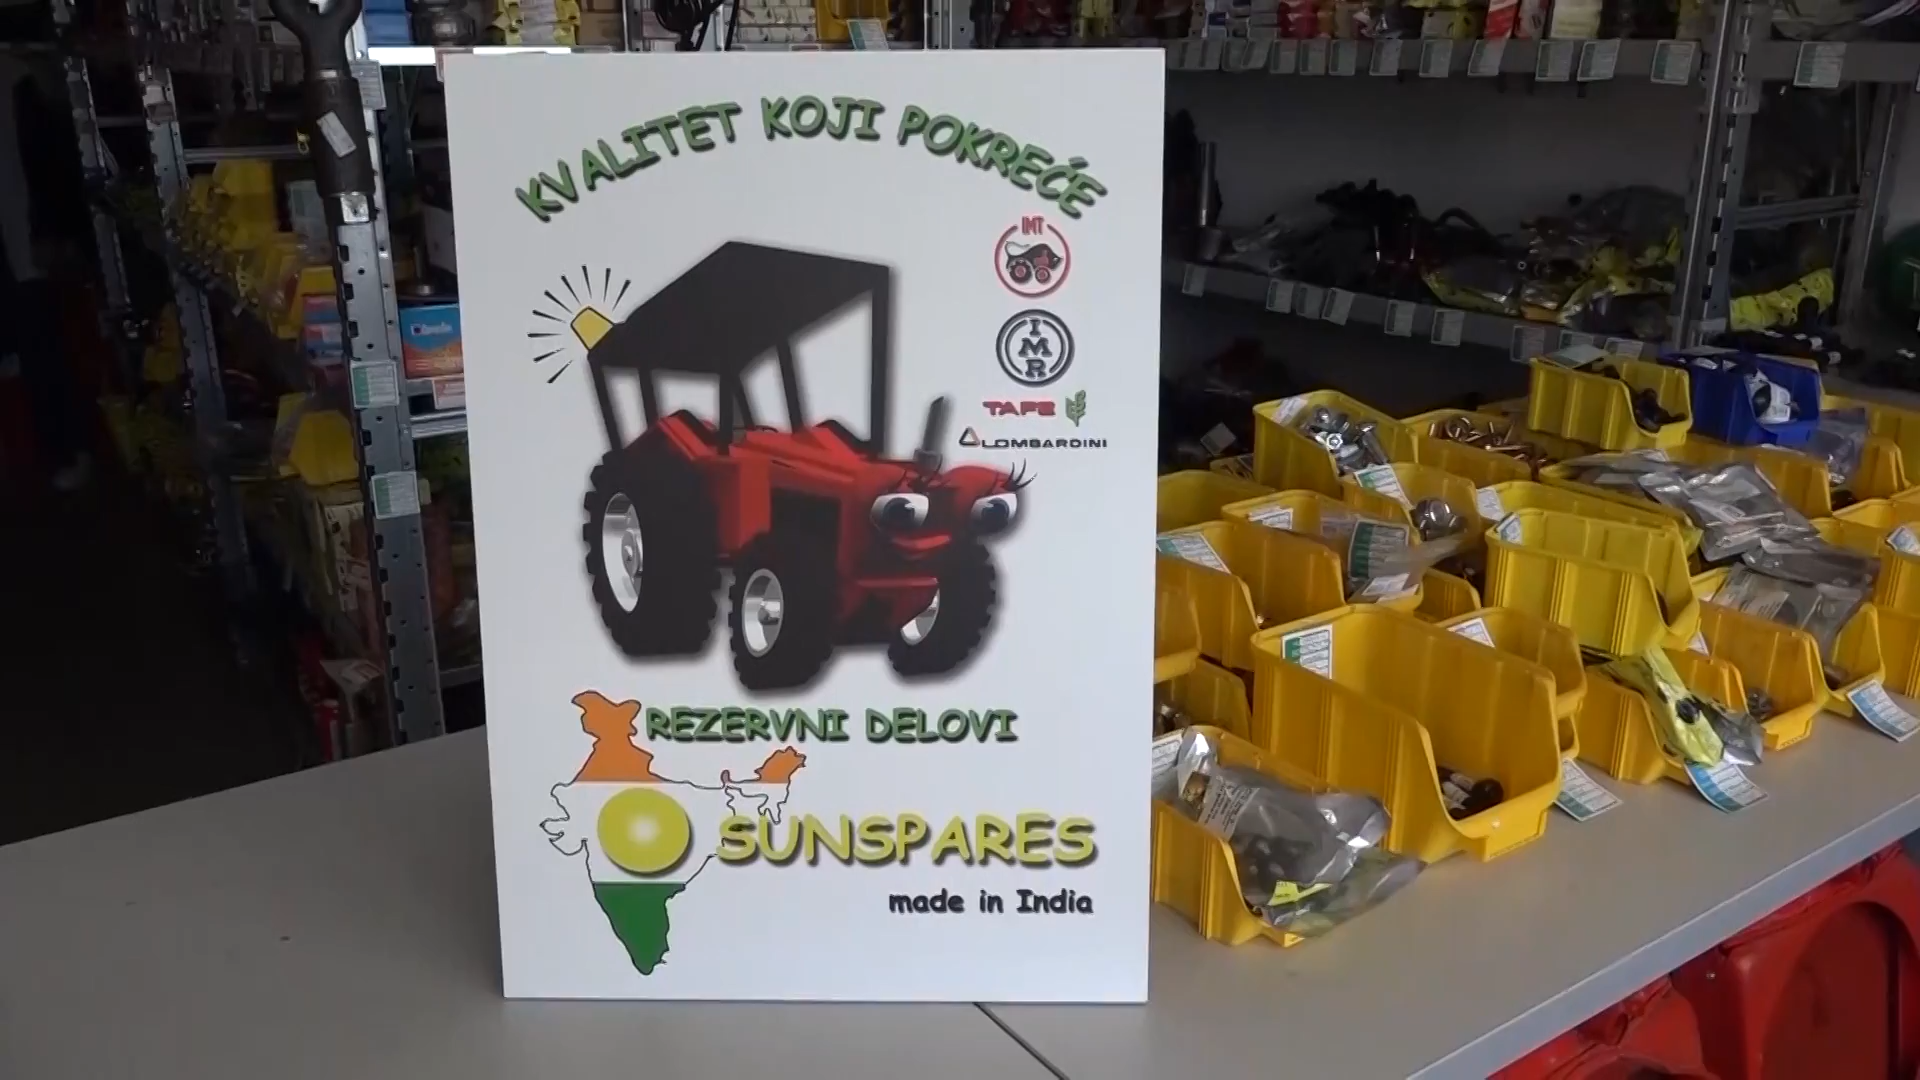 KVALITET KOJI POKREĆE
IMT
IMR
TAFE
LOMBARDINI
REZERVNI DELOVI
SUNSPARES
made in India